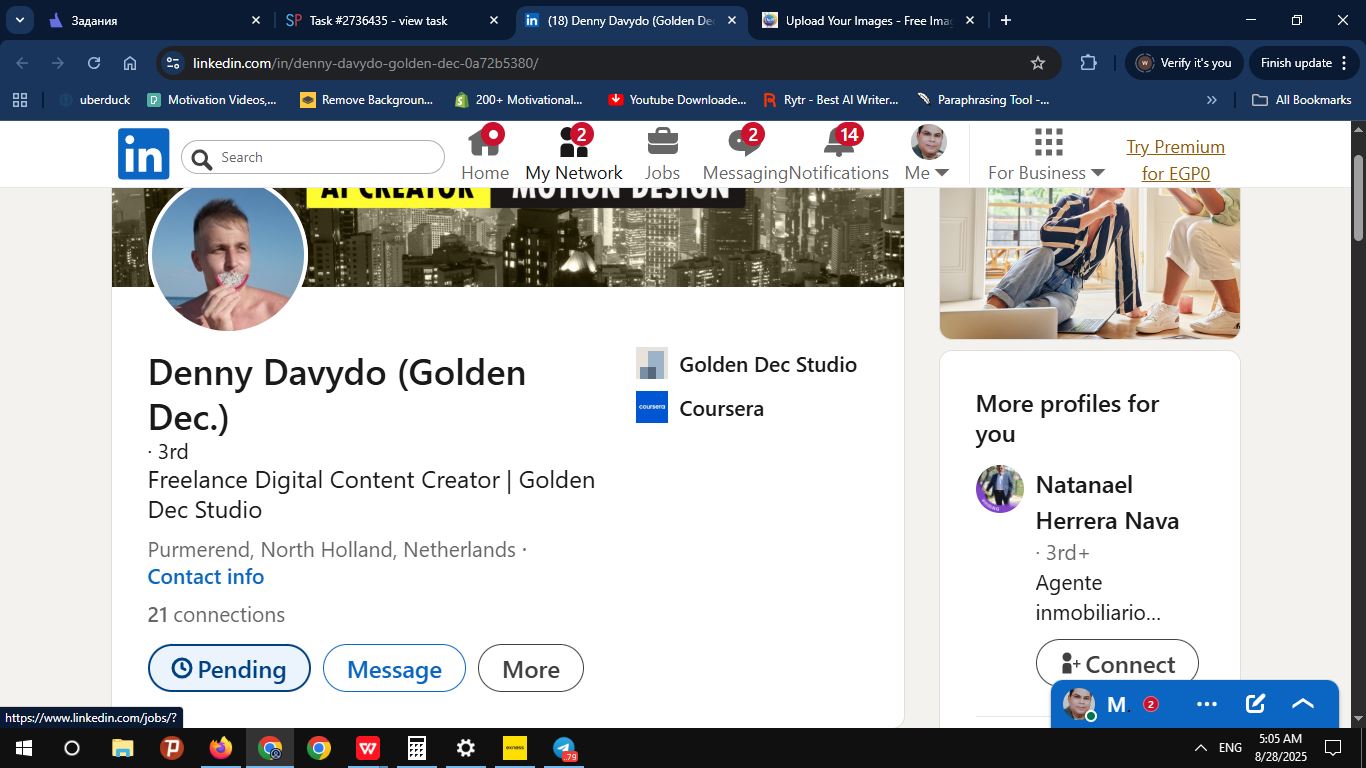 Задания
Task #2736435 - view task
in (18) Denny Davydo (Golden De
Upload Your Images - Free Imag
linkedin.com/in/denny-davydo-golden-dec-0a72b5380/
W
Verify it's you
Finish update
uberduck
Motivation Videos,...
Remove Backgroun...
200+ Motivational...
Youtube Downloade...
Rytr - Best AI Writer...
Paraphrasing Tool -...
»
All Bookmarks
in
Search
Home
2
My Network
Jobs
2
Messaging
14
Notifications
Me
For Business
Try Premium
for EGP0
AI CREATOR
MOTION DESIGN
Denny Davydo (Golden
Dec.)
· 3rd
Freelance Digital Content Creator | Golden
Dec Studio
Purmerend, North Holland, Netherlands ·
Contact info
21 connections
Pending
Message
More
Golden Dec Studio
coursera
Coursera
More profiles for
you
Natanael
Herrera Nava
· 3rd+
Agente
inmobiliario...
Connect
M.
2
https://www.linkedin.com/jobs/?
exness
79
ENG
5:05 AM
8/28/2025